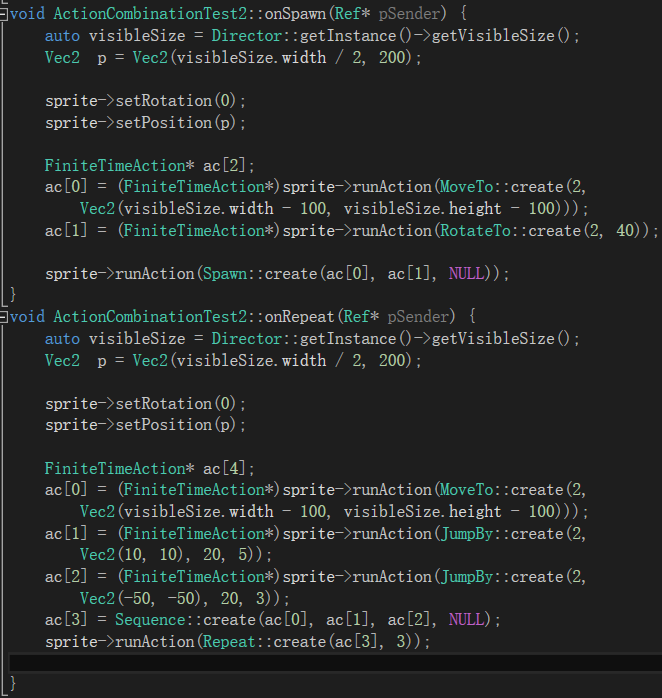 void ActionCombinationTest2::onSpawn(Ref* pSender) {
    auto visibleSize = Director::getInstance()->getVisibleSize();
    Vec2  p = Vec2(visibleSize.width / 2, 200);

    sprite->setRotation(0);
    sprite->setPosition(p);

    FiniteTimeAction* ac[2];
    ac[0] = (FiniteTimeAction*)sprite->runAction(MoveTo::create(2,
        Vec2(visibleSize.width - 100, visibleSize.height - 100)));
    ac[1] = (FiniteTimeAction*)sprite->runAction(RotateTo::create(2, 40));

    sprite->runAction(Spawn::create(ac[0], ac[1], NULL));
}
void ActionCombinationTest2::onRepeat(Ref* pSender) {
    auto visibleSize = Director::getInstance()->getVisibleSize();
    Vec2  p = Vec2(visibleSize.width / 2, 200);

    sprite->setRotation(0);
    sprite->setPosition(p);

    FiniteTimeAction* ac[4];
    ac[0] = (FiniteTimeAction*)sprite->runAction(MoveTo::create(2,
        Vec2(visibleSize.width - 100, visibleSize.height - 100)));
    ac[1] = (FiniteTimeAction*)sprite->runAction(JumpBy::create(2,
        Vec2(10, 10), 20, 5));
    ac[2] = (FiniteTimeAction*)sprite->runAction(JumpBy::create(2,
        Vec2(-50, -50), 20, 3));
    ac[3] = Sequence::create(ac[0], ac[1], ac[2], NULL);
    sprite->runAction(Repeat::create(ac[3], 3));

}